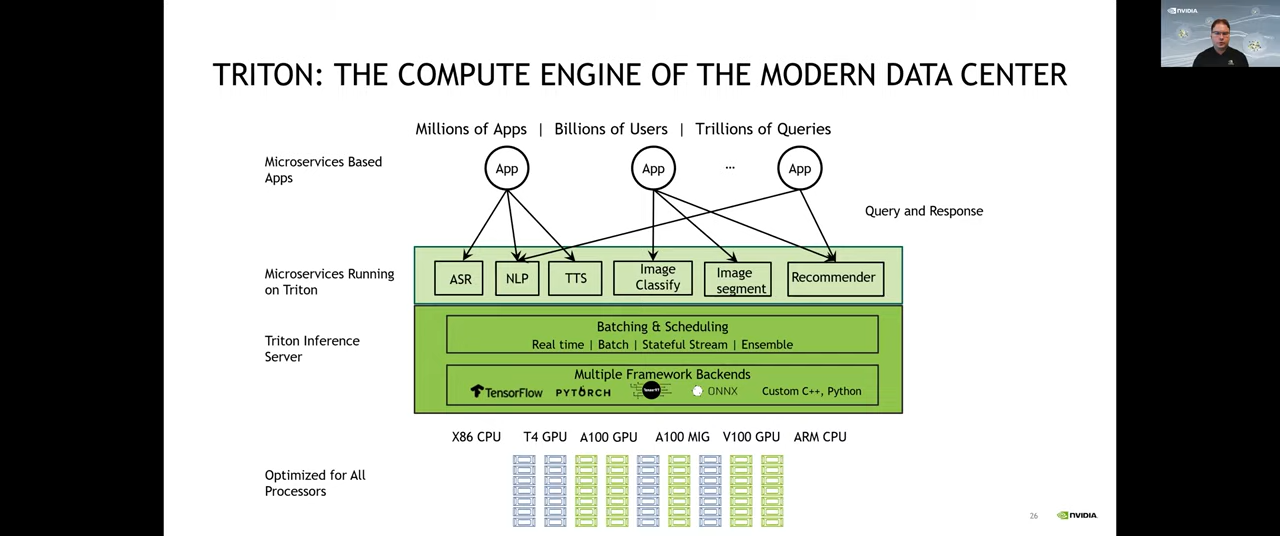 NVIDIA
TRITON: THE COMPUTE ENGINE OF THE MODERN DATA CENTER
Millions of Apps | Billions of Users | Trillions of Queries
Microservices Based
Apps
App
App
...
App
Query and Response
Microservices Running
on Triton
ASR
NLP
TTS
Image
Classify
Image
segment
Recommender
Triton Inference
Server
Batching & Scheduling
Real time | Batch | Stateful Stream | Ensemble
Multiple Framework Backends
TensorFlow
PYTORCH
ONNX
Custom C++, Python
X86 CPU
T4 GPU
A100 GPU
A100 MIG
V100 GPU
ARM CPU
Optimized for All
Processors
26
NVIDIA